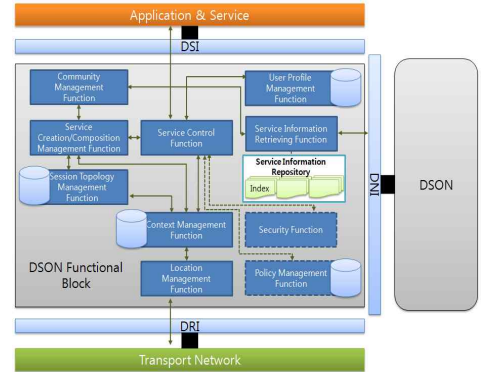 Application & Service
DSI
Community
Management
Function
User Profile
Management
Function
Service
Creation/Composition
Management Function
Service Control
Function
Service Information
Retrieving Function
Service Information
Repository
Index
Session Topology
Management
Function
Context Management
Function
Security Function
Location
Management
Function
Policy Management
Function
DSON Functional
Block
DNI
DSON
DRI
Transport Network